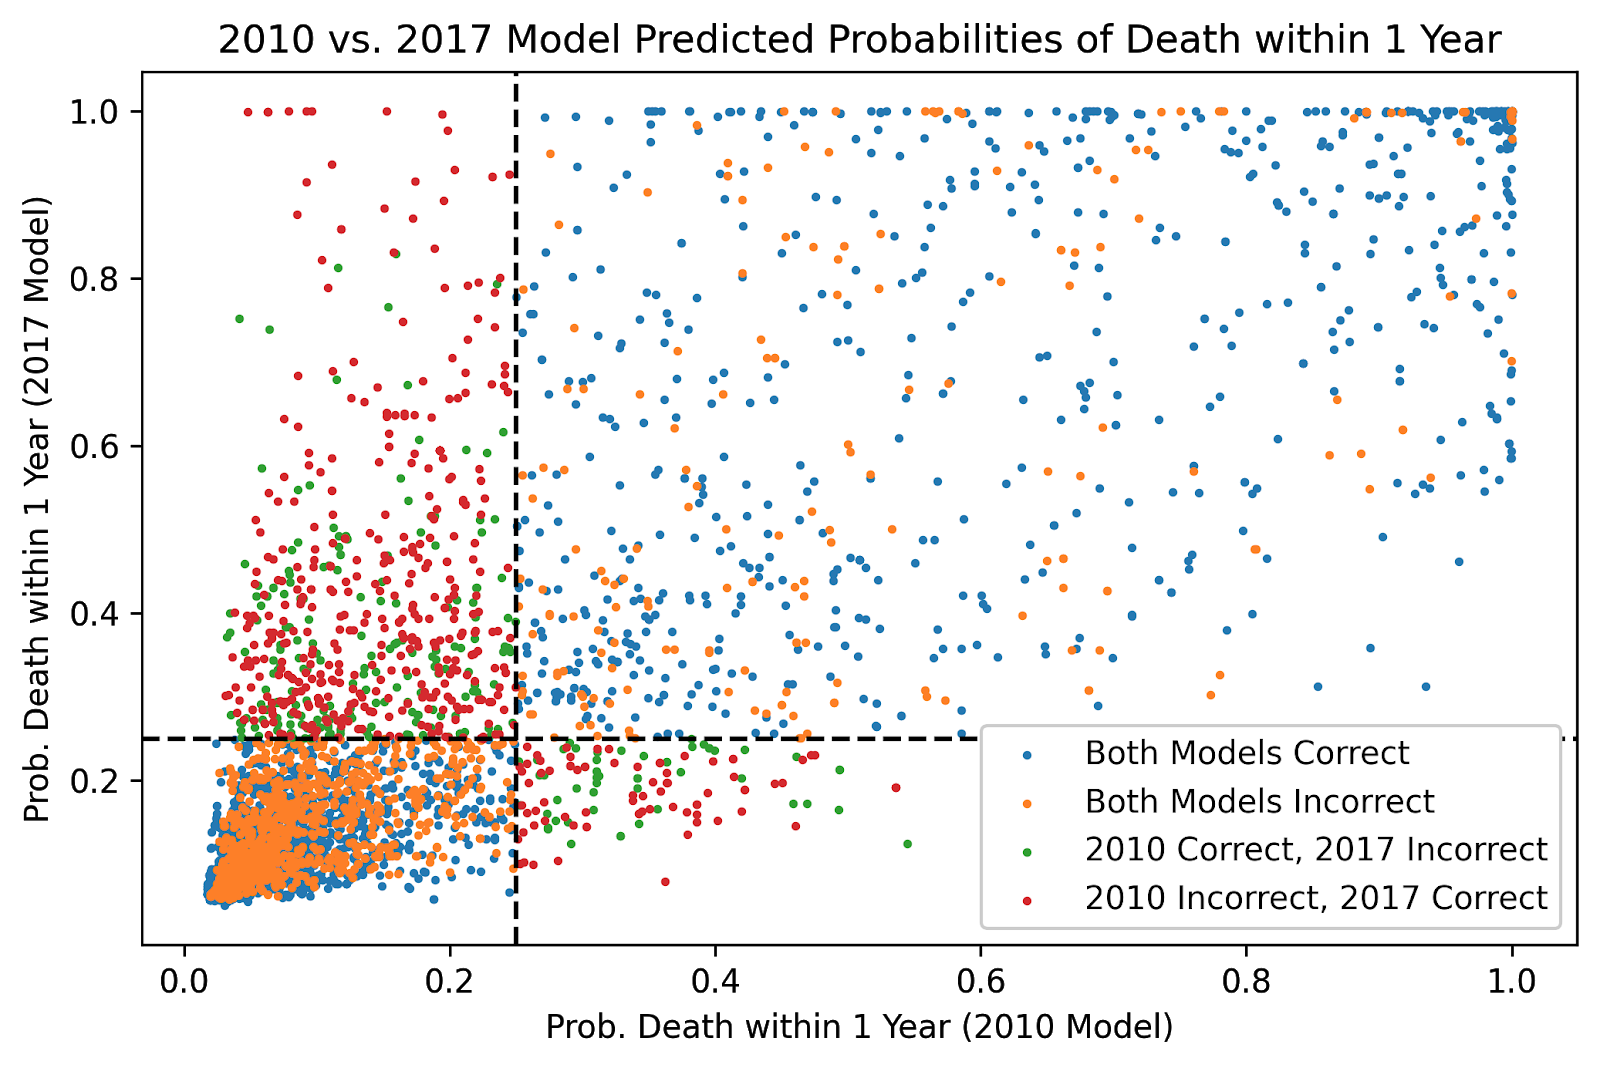 2010 vs. 2017 Model Predicted Probabilities of Death within 1 Year
Prob. Death within 1 Year (2017 Model)
1.0
0.8
0.6
0.4
0.2
Both Models Correct
Both Models Incorrect
2010 Correct, 2017 Incorrect
2010 Incorrect, 2017 Correct
0.0 0.2 0.4 0.6 0.8 1.0
Prob. Death within 1 Year (2010 Model)